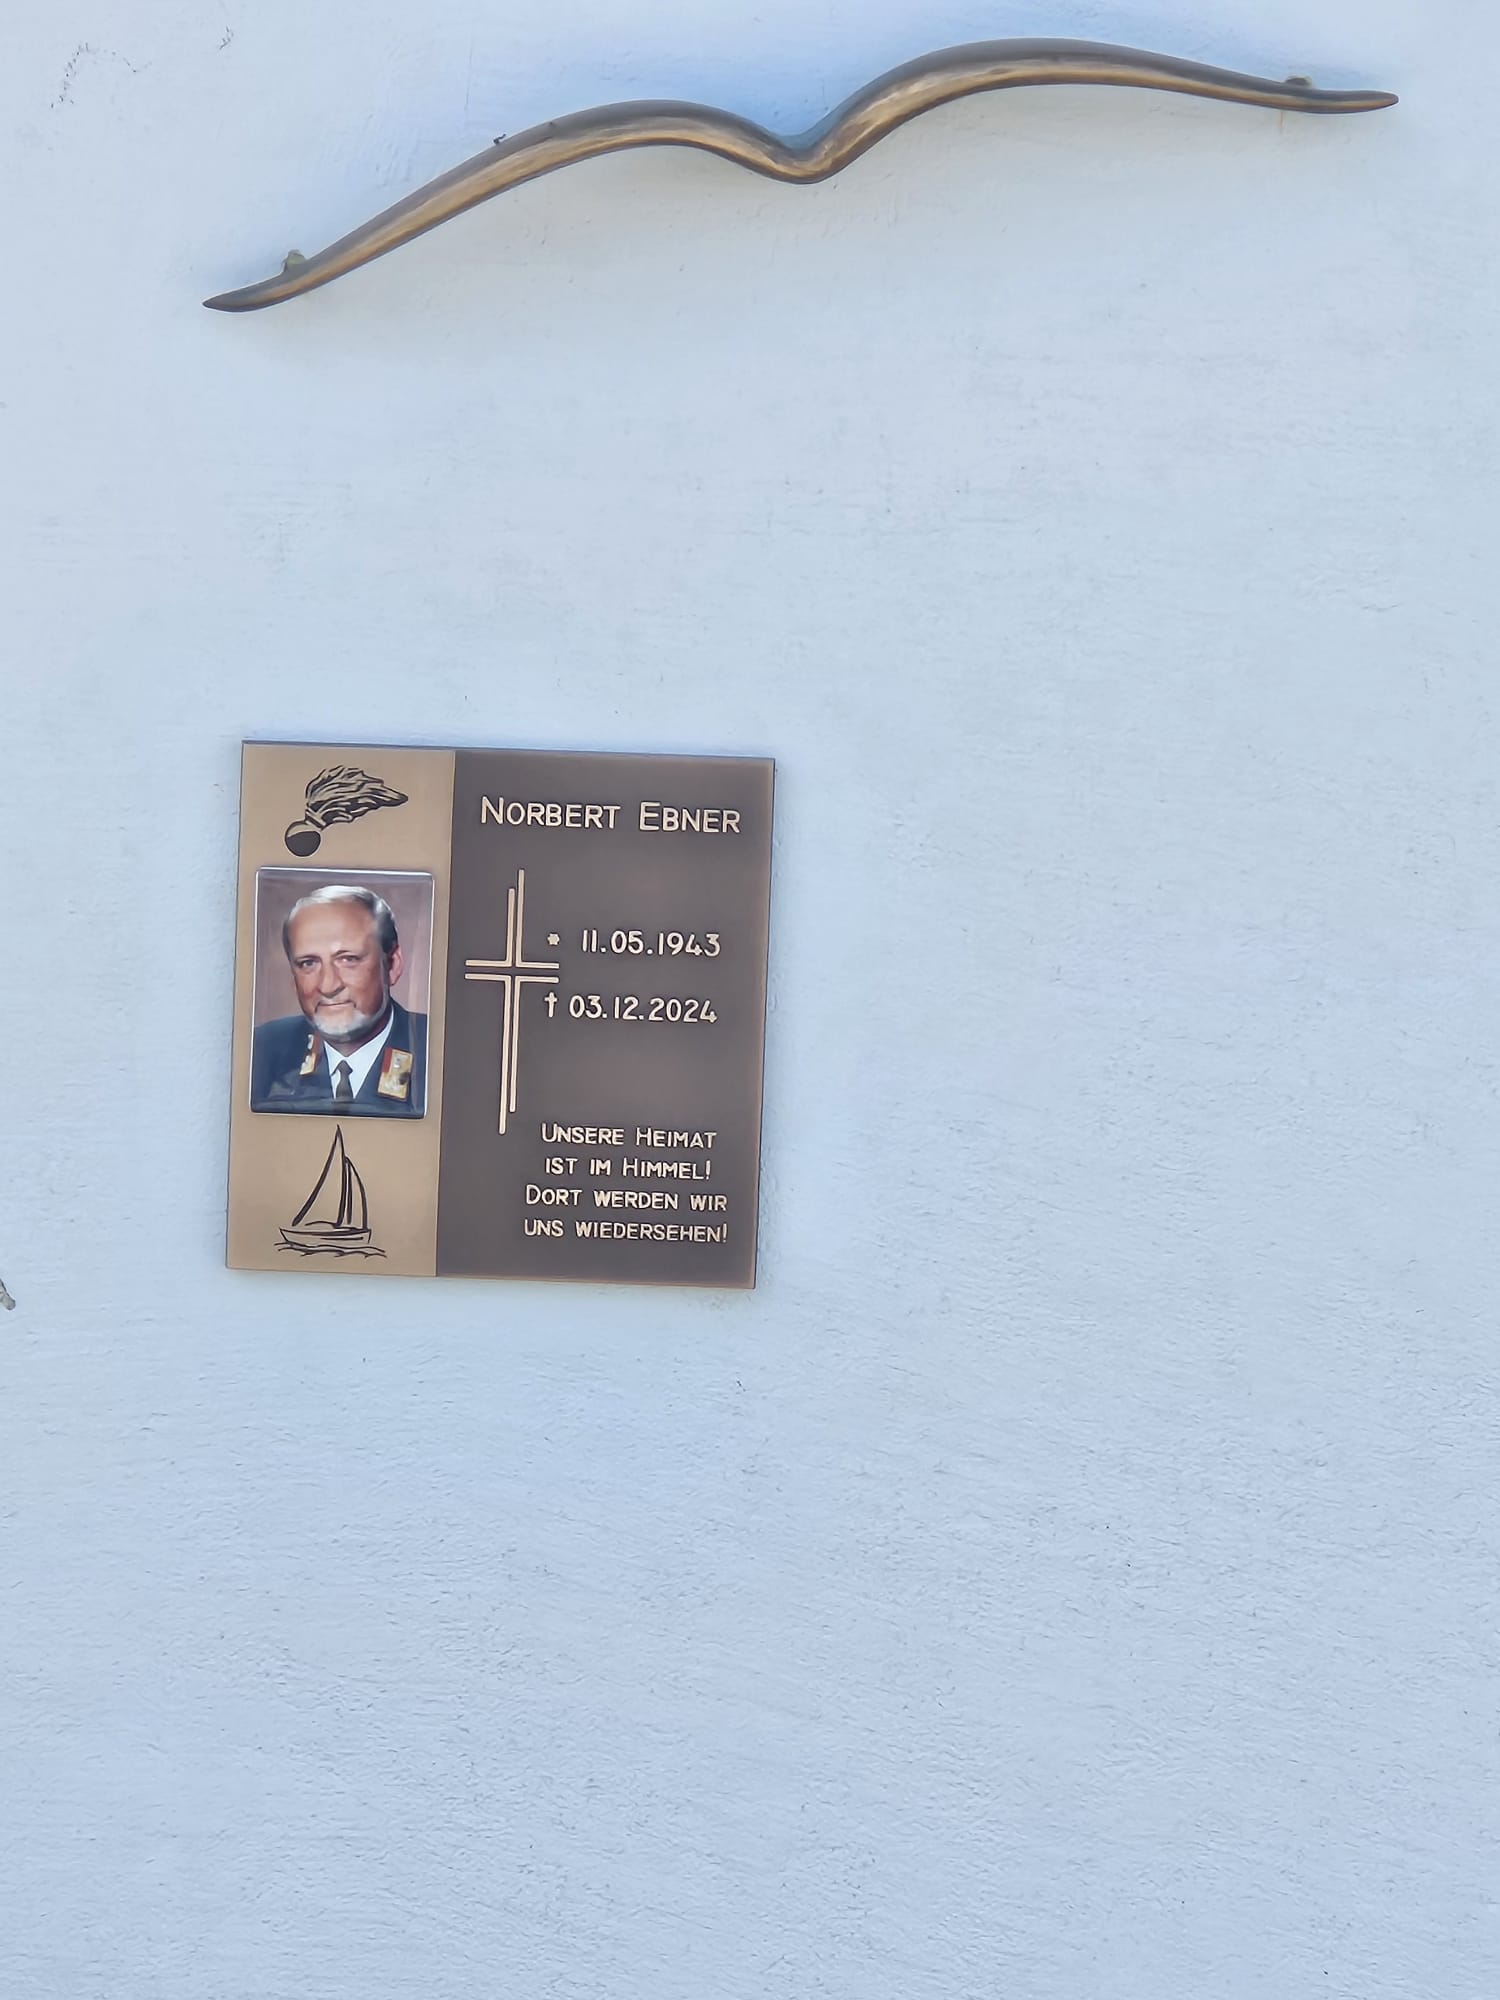 NORBERT EBNER
* 11.05.1943
† 03.12.2024
UNSERE HEIMAT
IST IM HIMMEL!
DORT WERDEN WIR
UNS WIEDERSEHEN!